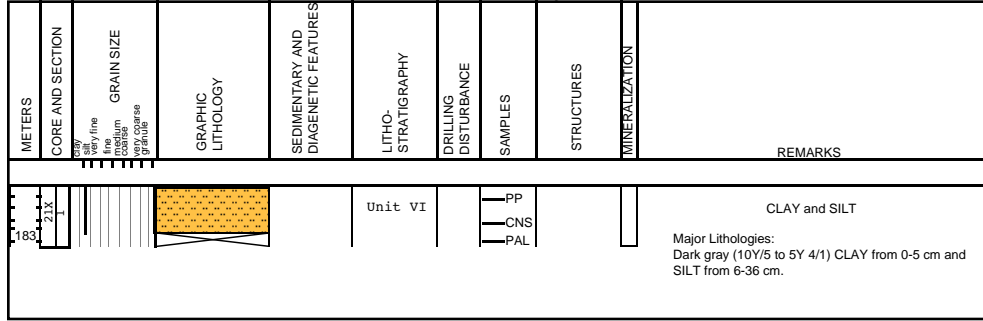 METERS
CORE AND SECTION
GRAIN SIZE
clay
silt
very fine
fine
medium
coarse
very coarse
granule
GRAPHIC
LITHOLOGY
SEDIMENTARY AND
DIAGENETIC FEATURES
LITHO-
STRATIGRAPHY
DRILLING
DISTURBANCE
SAMPLES
STRUCTURES
MINERALIZATION
REMARKS
183
21X
1
Unit VI
PP
CNS
PAL
CLAY and SILT
Major Lithologies:
Dark gray (10Y/5 to 5Y 4/1) CLAY from 0-5 cm and
SILT from 6-36 cm.